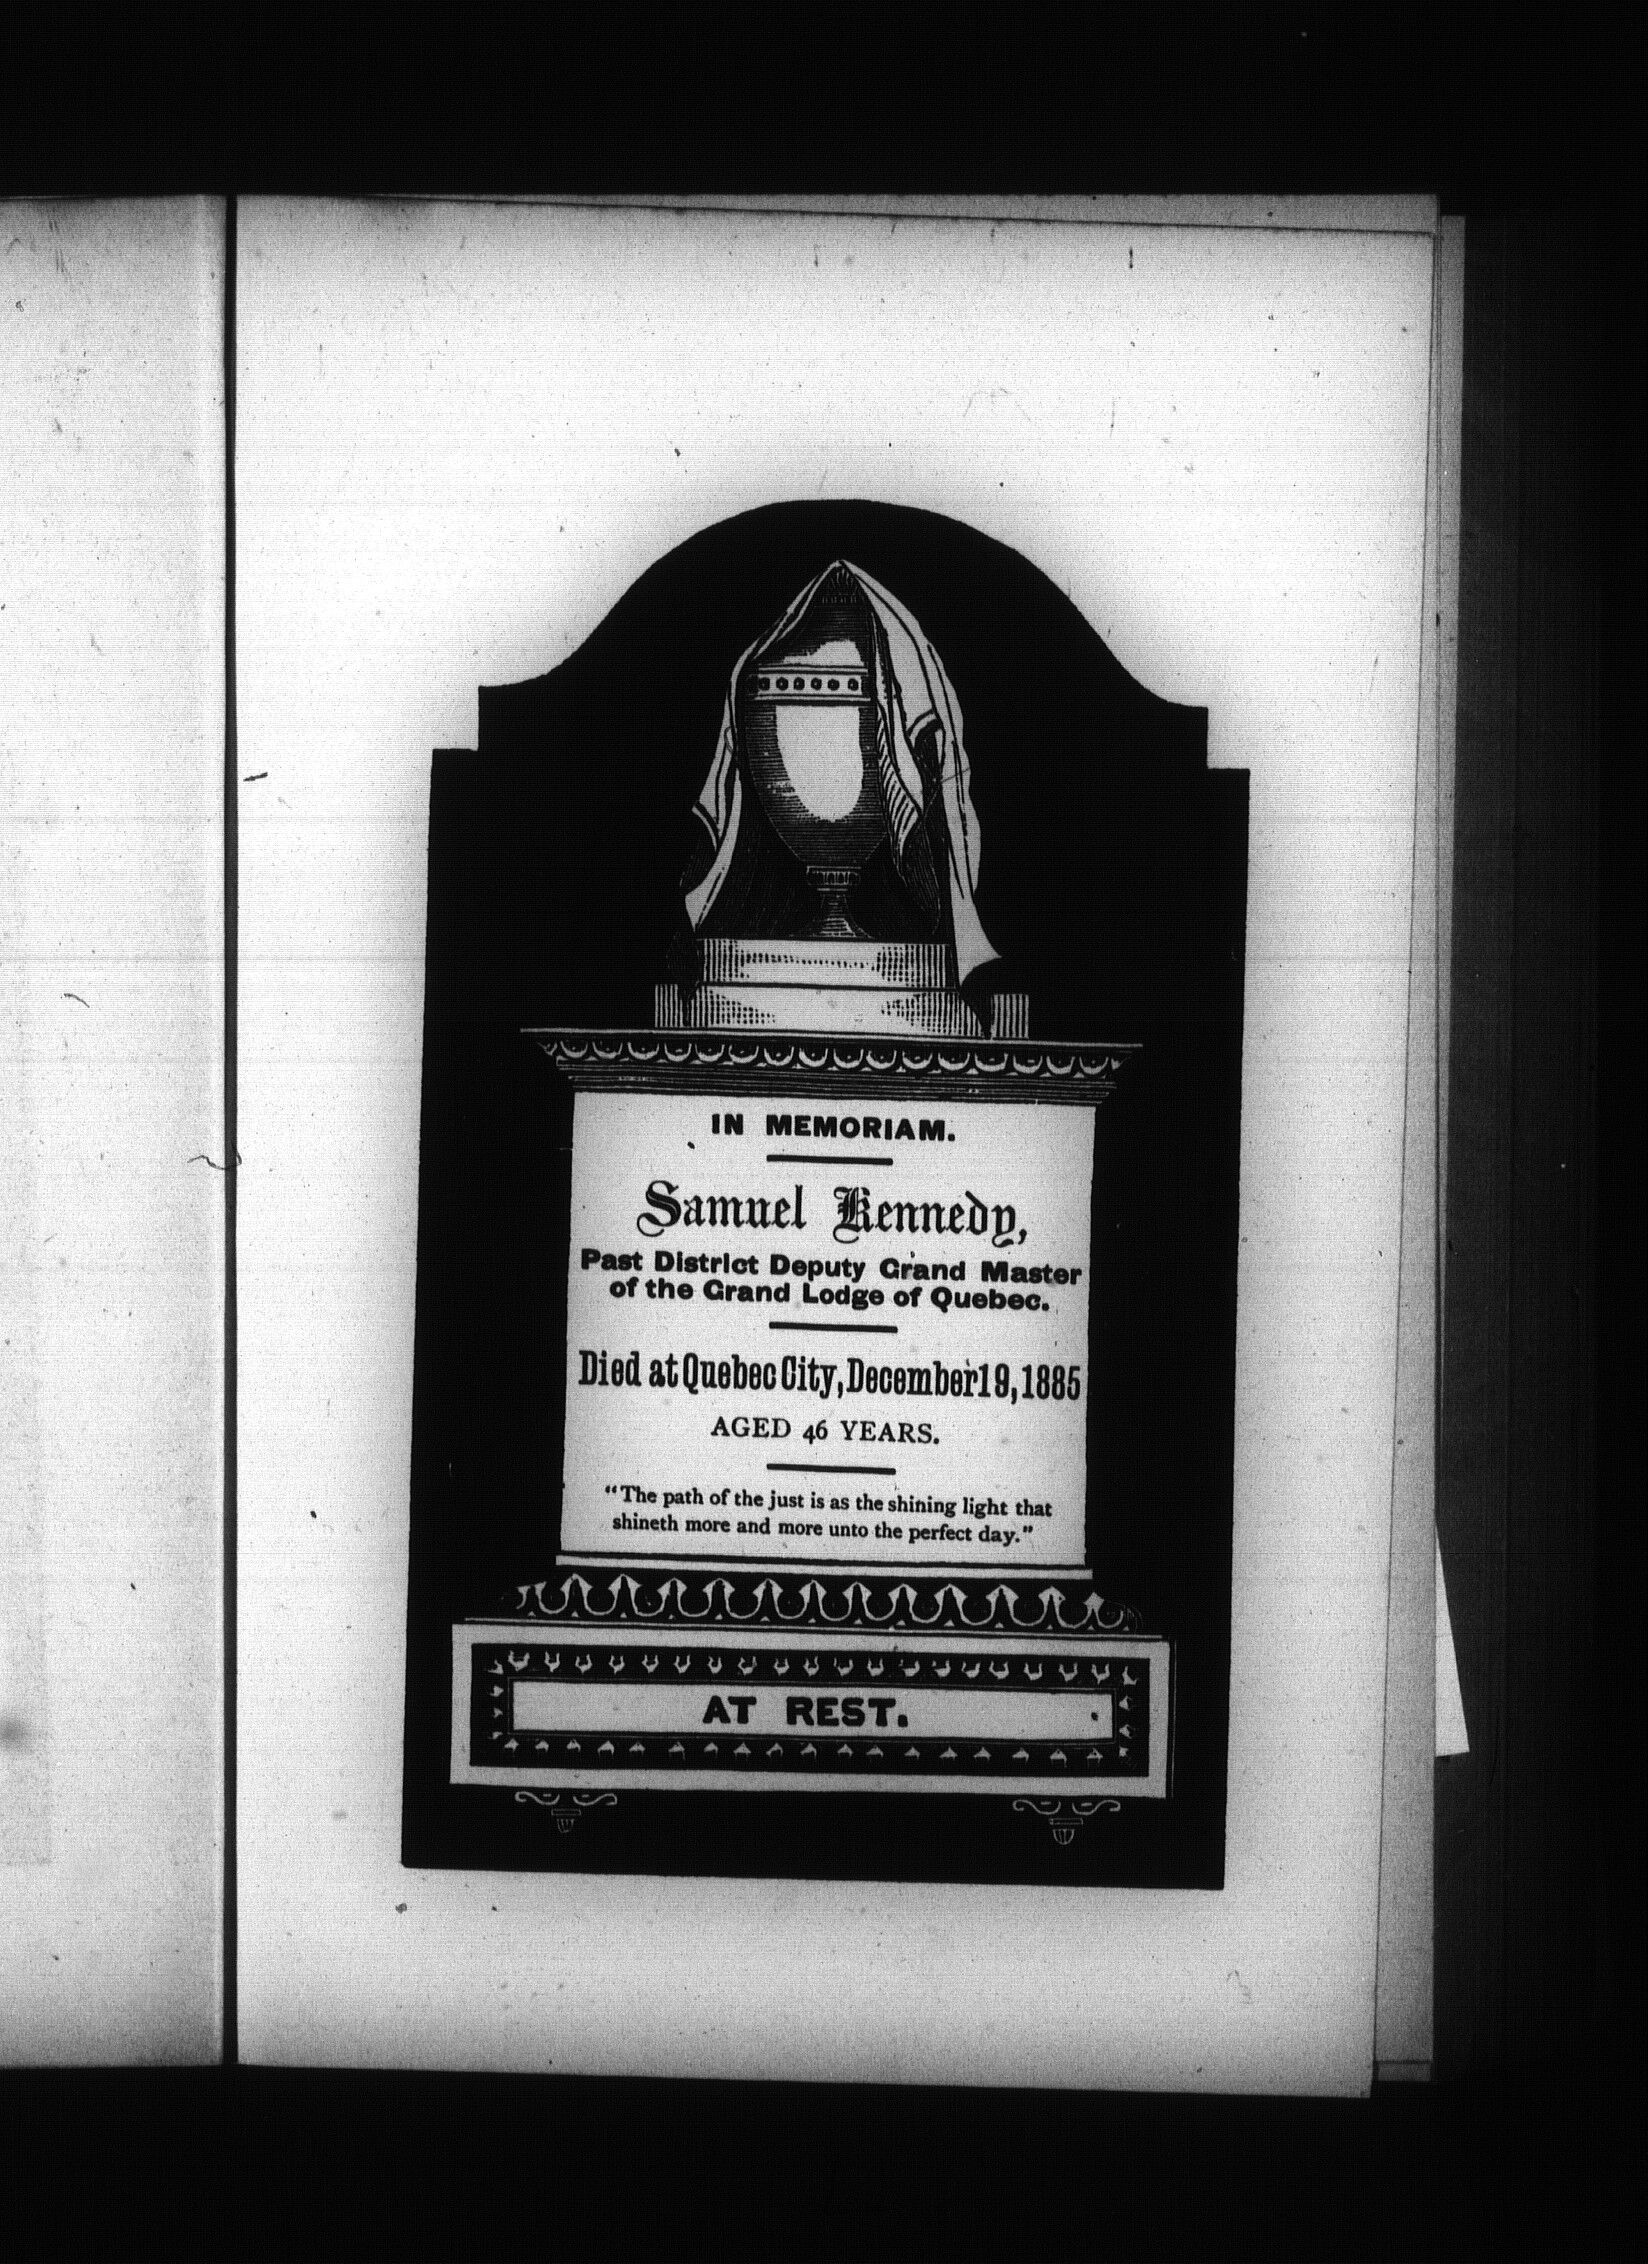 IN MEMORIAM.
Samuel Kennedy,
Past District Deputy Grand Master
of the Grand Lodge of Quebec.
Died at Quebec City, December 19, 1885
AGED 46 YEARS.
"The path of the just is as the shining light that
shineth more and more unto the perfect day."
AT REST.